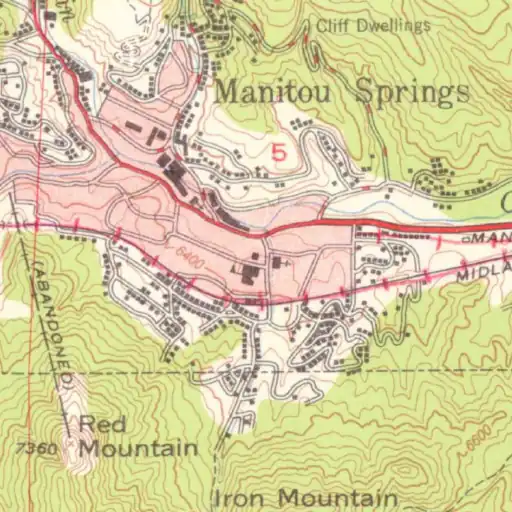 Cliff Dwellings
Manitou Springs
5
MAN
6400
MIDLA
(ABANDONED)
Red
7360 Mountain
6600
Iron Mountain